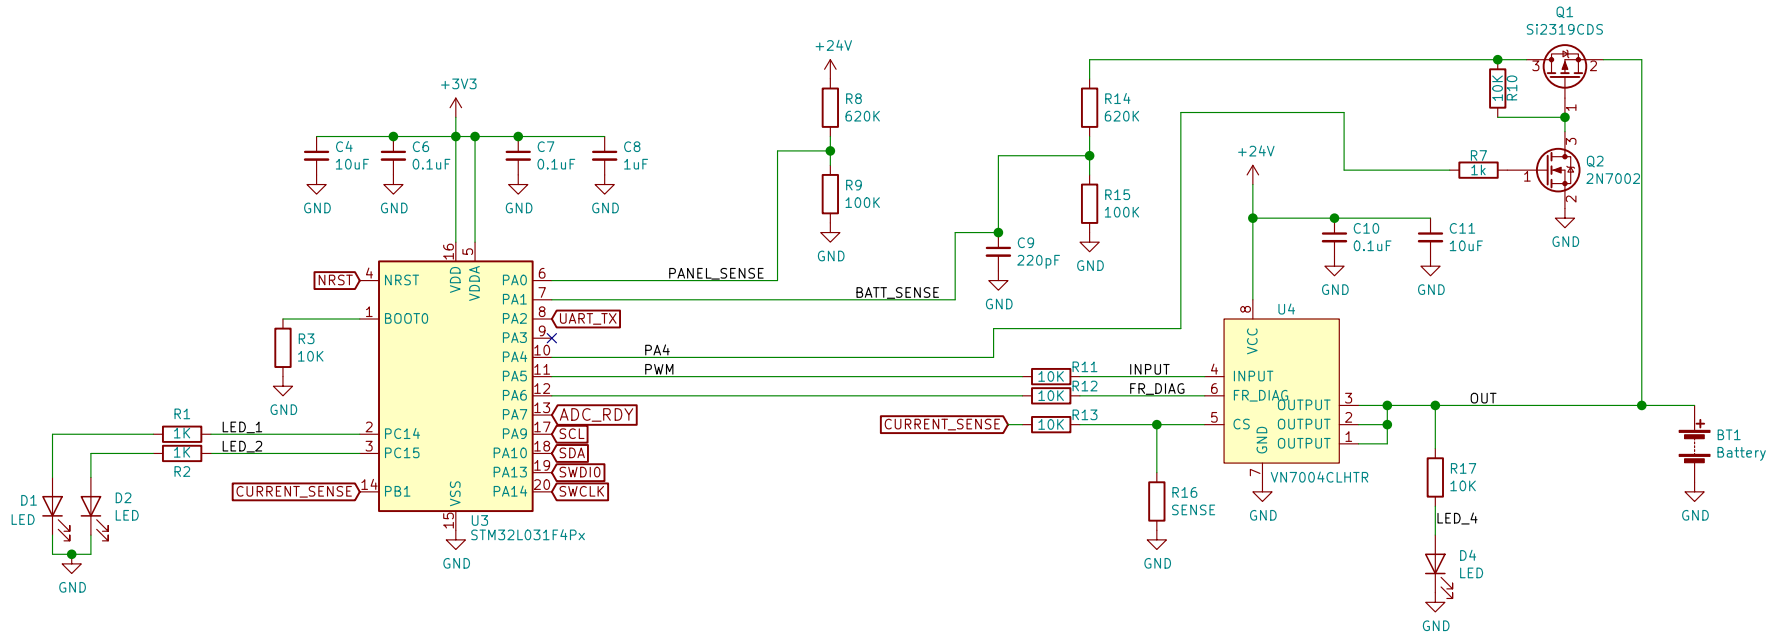 Q1
Si2319CDS
3
2
1
10K
R10
+24V
R8
620K
R9
100K
GND
R14
620K
R15
100K
GND
+3V3
C4
10uF
GND
C6
0.1uF
GND
C7
0.1uF
GND
C8
1uF
GND
+24V
R7
1k
1
3
2
Q2
2N7002
GND
C9
220pF
GND
C10
0.1uF
GND
C11
10uF
GND
16
VDD
5
VDDA
NRST
4
NRST
1
BOOT0
R3
10K
GND
PA0
6
PANEL_SENSE
PA1
7
BATT_SENSE
PA2
8
UART_TX
PA3
9
PA4
10
PA4
PA5
11
PWM
PA6
12
PA7
13
ADC_RDY
PA9
17
SCL
PA10
18
SDA
PA13
19
SWDIO
PA14
20
SWCLK
R1
1K
LED_1
2
PC14
1K
R2
LED_2
3
PC15
CURRENT_SENSE
14
PB1
VSS
15
GND
U3
STM32L031F4Px
D1
LED
D2
LED
GND
R11
10K
INPUT
4
INPUT
R12
10K
FR_DIAG
6
FR_DIAG
CURRENT_SENSE
R13
10K
5
CS
R16
SENSE
GND
U4
8
VCC
OUTPUT
3
OUTPUT
2
OUTPUT
1
GND
7
VN7004CLHTR
GND
OUT
R17
10K
LED_4
D4
LED
GND
+
BT1
Battery
GND